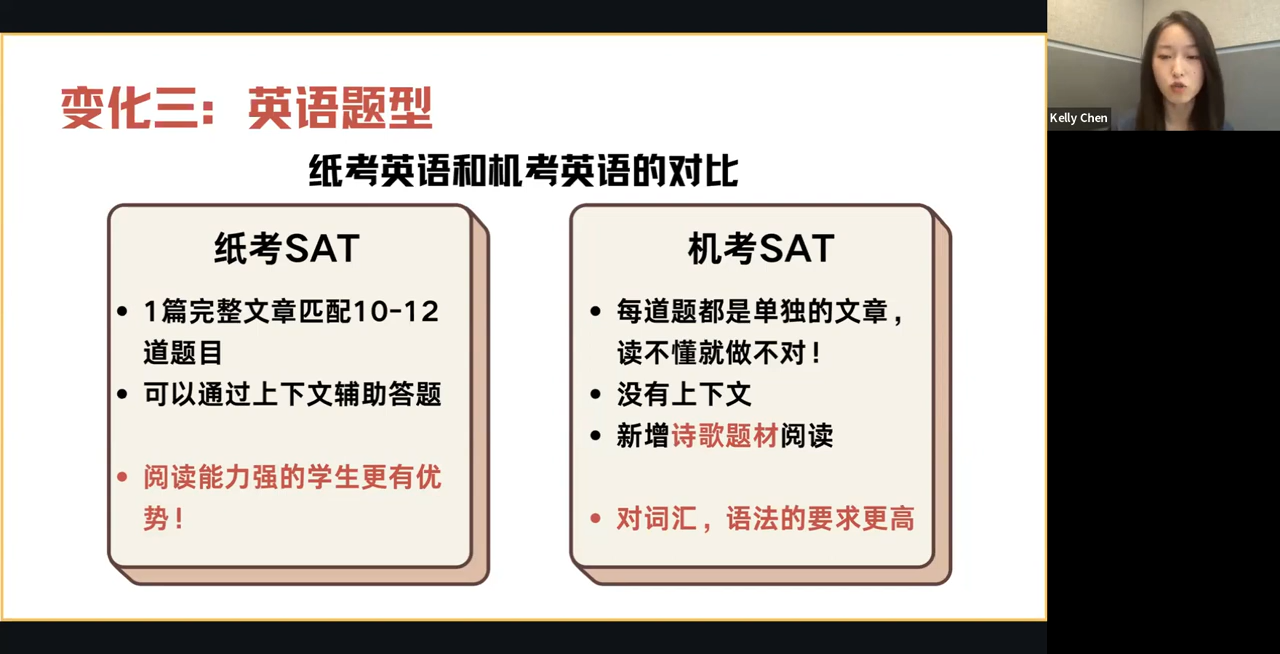 变化三：英语题型
纸考英语和机考英语的对比
纸考SAT
• 1篇完整文章匹配10-12
道题目
• 可以通过上下文辅助答题
• 阅读能力强的学生更有优
势！
机考SAT
• 每道题都是单独的文章，
读不懂就做不对！
• 没有上下文
• 新增诗歌题材阅读
• 对词汇，语法的要求更高
Kelly Chen